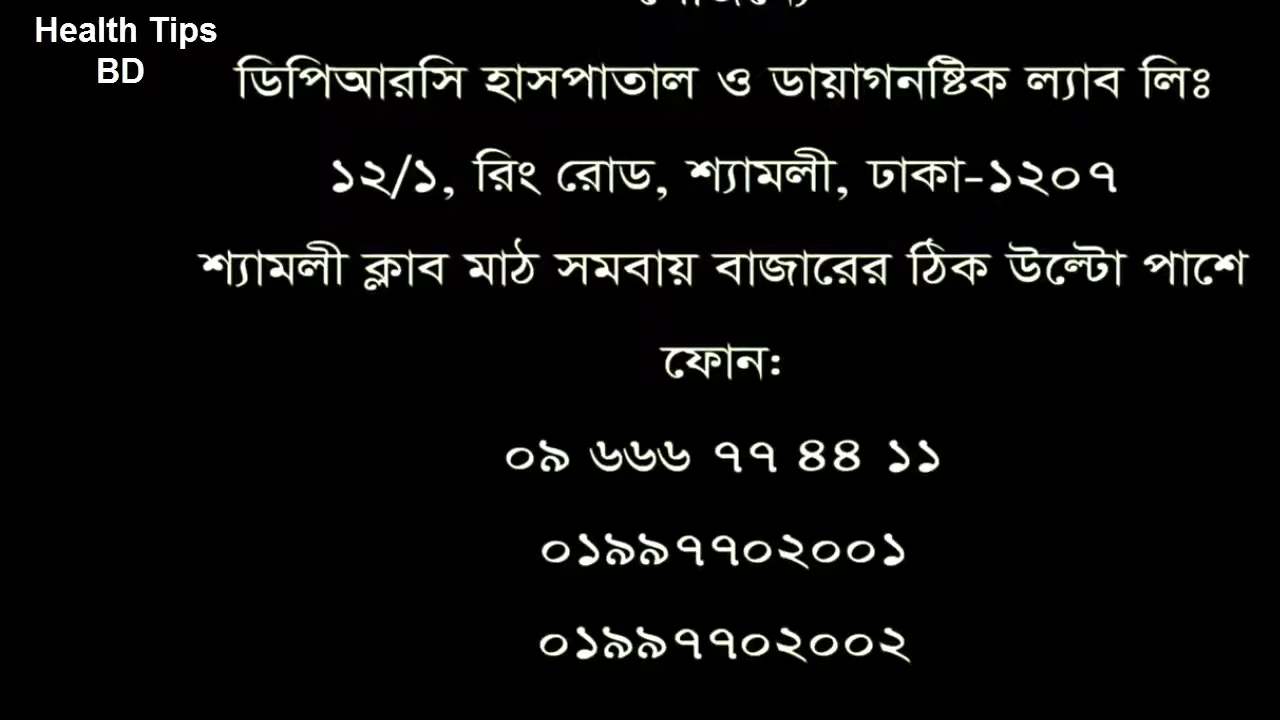 Health Tips
BD
ডিপিআরসি হাসপাতাল ও ডায়াগনষ্টিক ল্যাব লিঃ
১২/১, রিং রোড, শ্যামলী, ঢাকা-১২০৭
শ্যামলী ক্লাব মাঠ সমবায় বাজারের ঠিক উল্টো পাশে
ফোন:
০৯ ৬৬৬ ৭৭ ৪৪ ১১
০১৯৯৭৭০২০০১
০১৯৯৭৭০২০০২